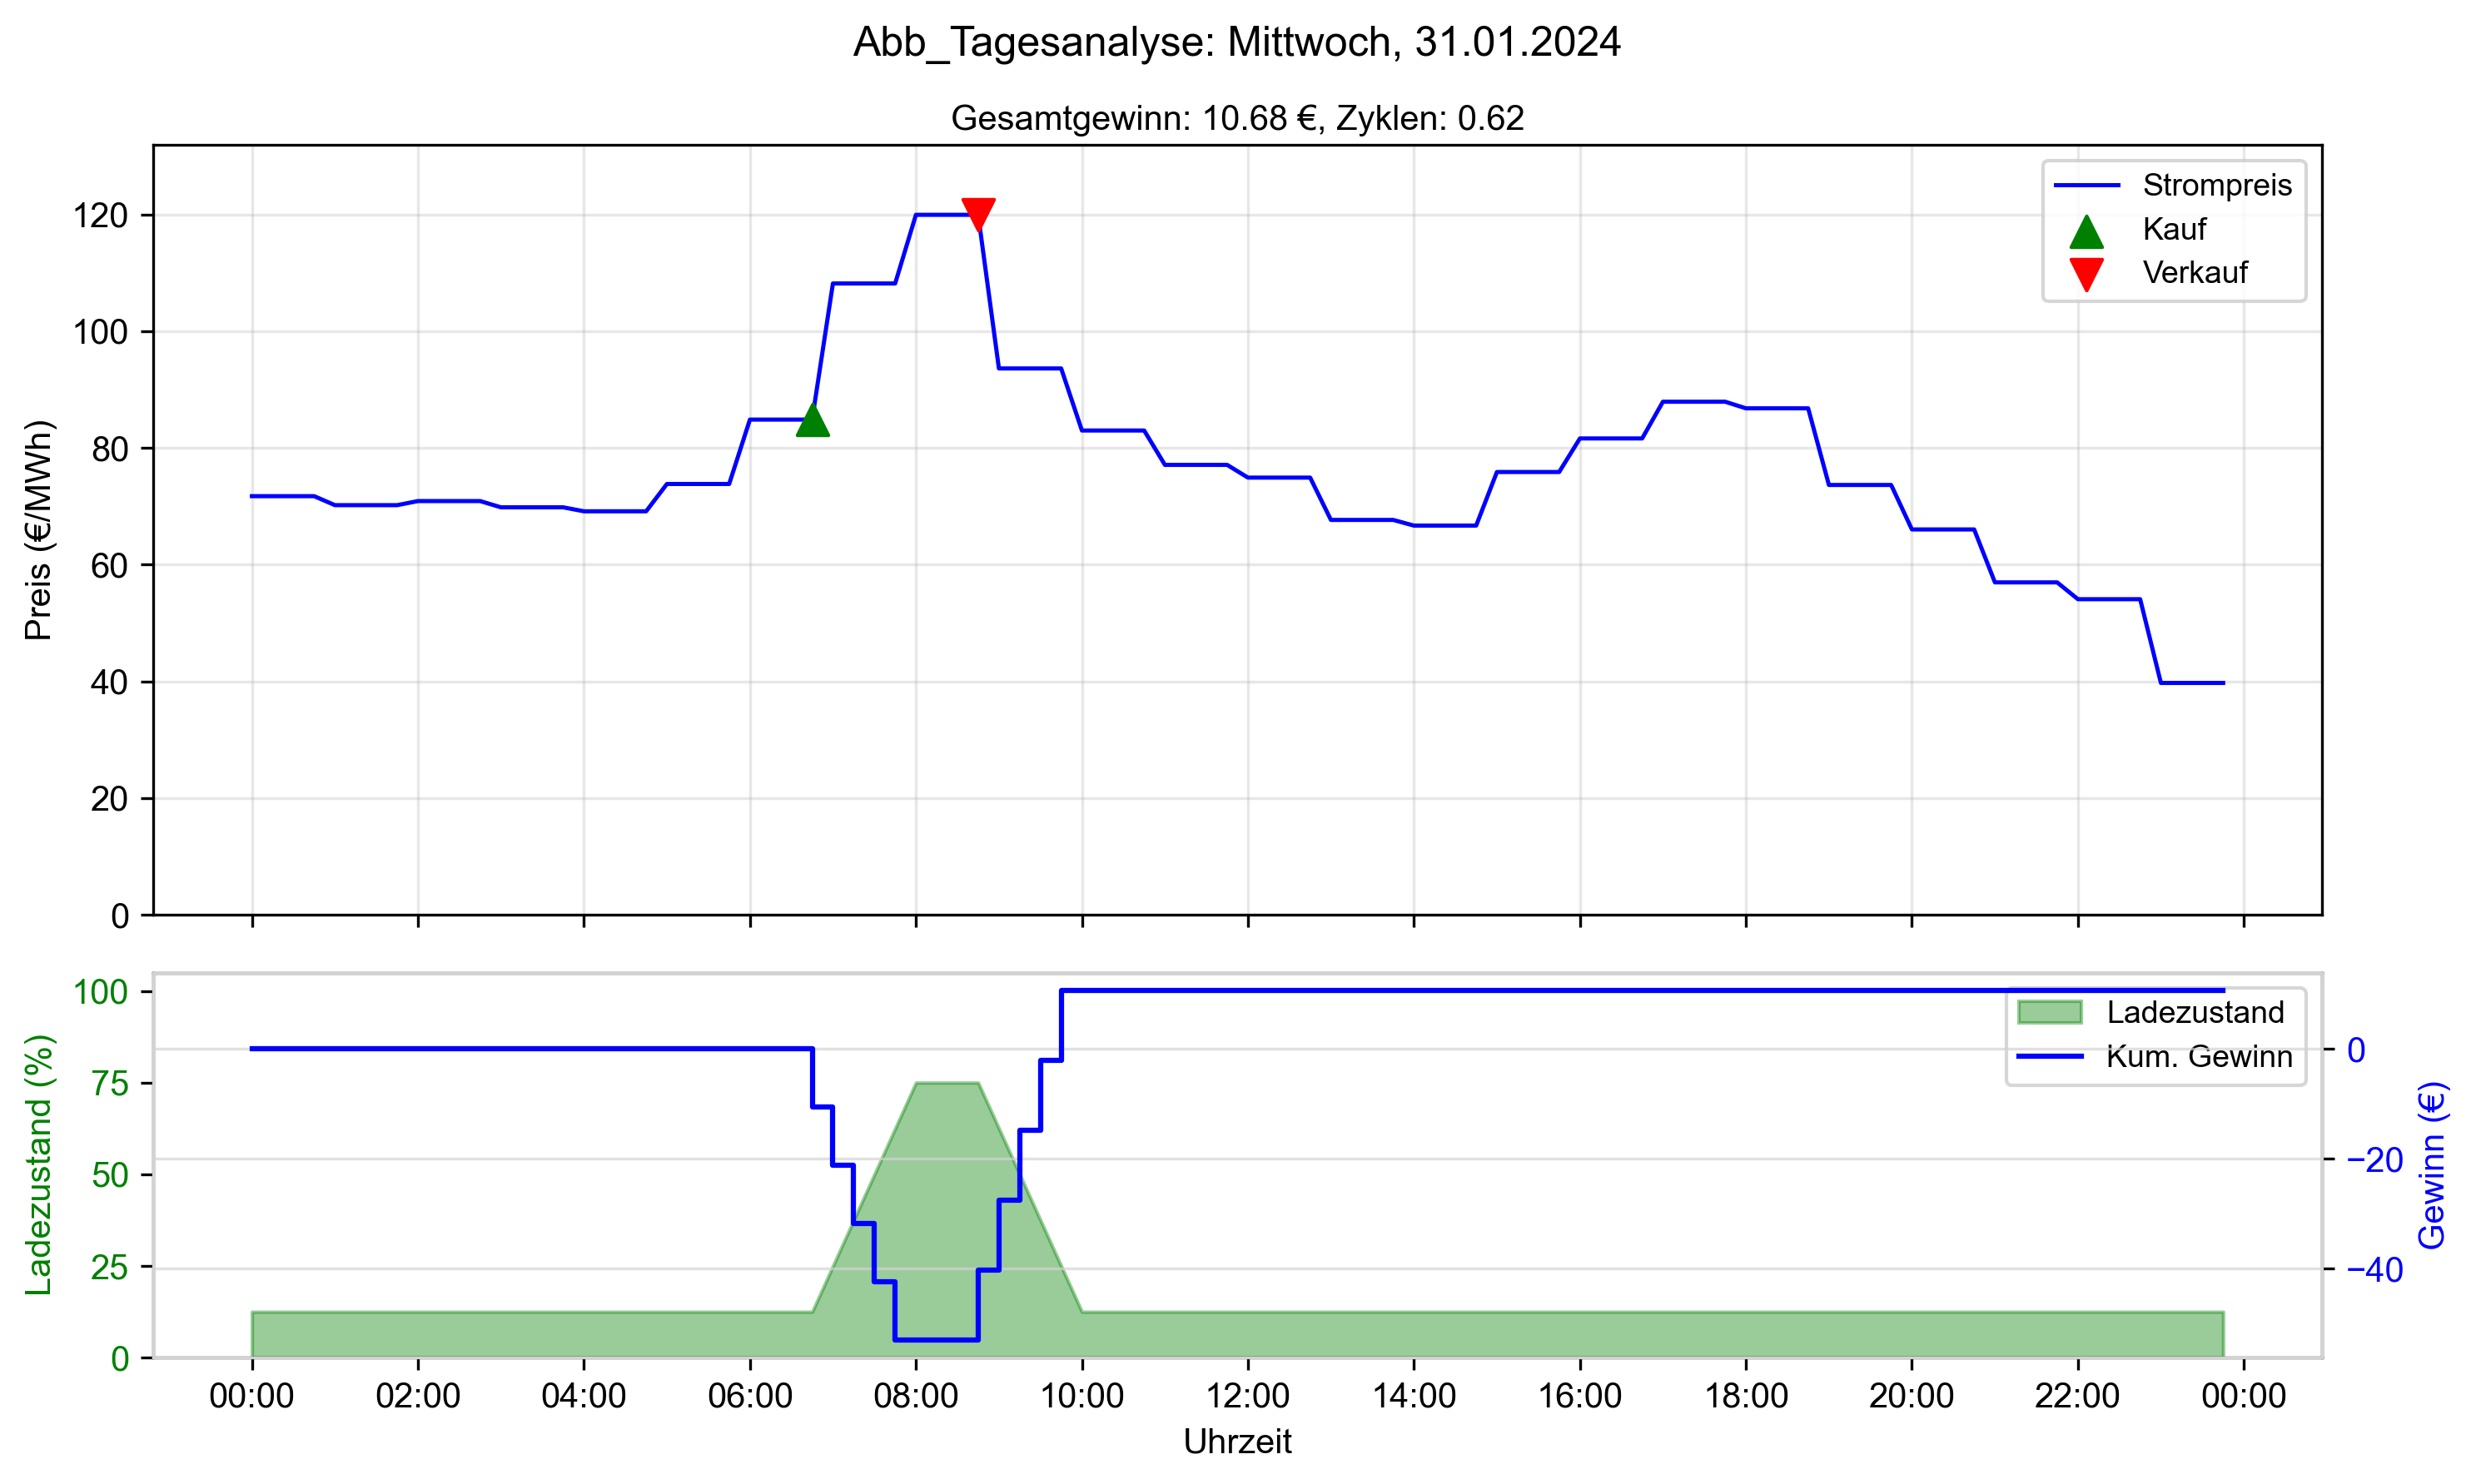 Abb_Tagesanalyse: Mittwoch, 31.01.2024
Gesamtgewinn: 10.68 €, Zyklen: 0.62
Preis (€/MWh)
120
100
80
60
40
20
0
Strompreis
Kauf
Verkauf
Ladezustand (%)
100
75
50
25
0
Ladezustand
Kum. Gewinn
0
−20
−40
Gewinn (€)
00:00 02:00 04:00 06:00 08:00 10:00 12:00 14:00 16:00 18:00 20:00 22:00 00:00
Uhrzeit